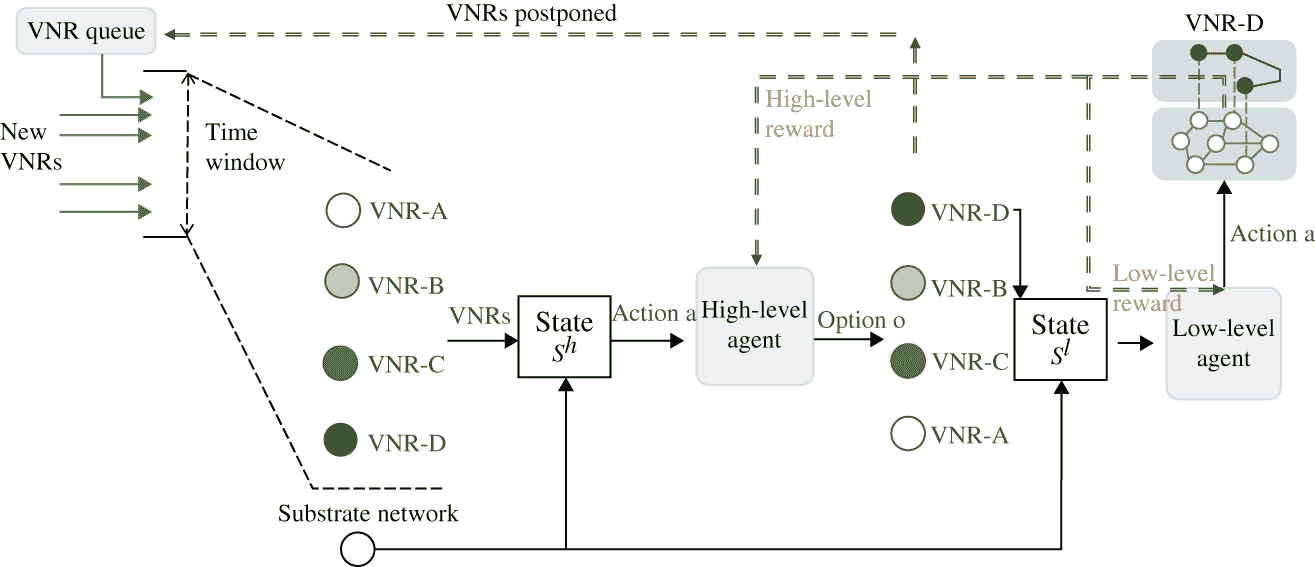 VNRs postponed
VNR queue
VNR-D
High-level
reward
New
VNRs
Time
window
VNR-A
VNR-B
VNR-C
VNR-D
VNRs
State
S^h
Action a
High-level
agent
Option o
VNR-D
VNR-B
VNR-C
VNR-A
State
S^l
Low-level
reward
Low-level
agent
Action a
Substrate network